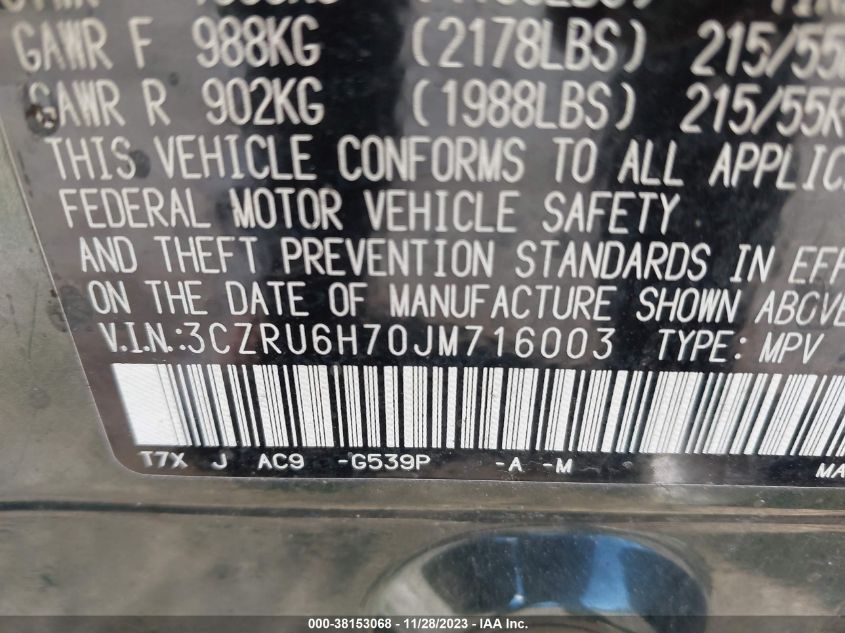 GAWR F 988KG (2178LBS) 215/55
GAWR R 902KG (1988LBS) 215/55R
THIS VEHICLE CONFORMS TO ALL APPLIC
FEDERAL MOTOR VEHICLE SAFETY
AND THEFT PREVENTION STANDARDS IN EFF
ON THE DATE OF MANUFACTURE SHOWN ABOVE
V.I.N.:3CZRU6H70JM716003 TYPE: MPV
T7X J AC9 -G539P -A -M MA
000-38153068 - 11/28/2023 - IAA Inc.